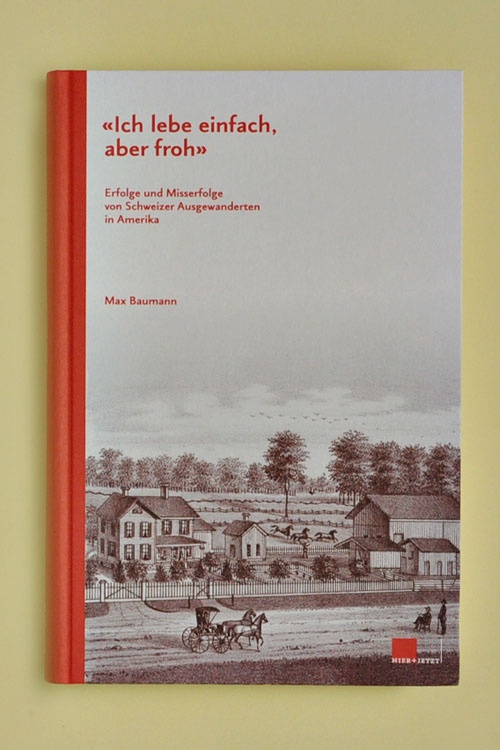 «Ich lebe einfach,
aber froh»
Erfolge und Misserfolge
von Schweizer Ausgewanderten
in Amerika
Max Baumann
HIER+JETZT